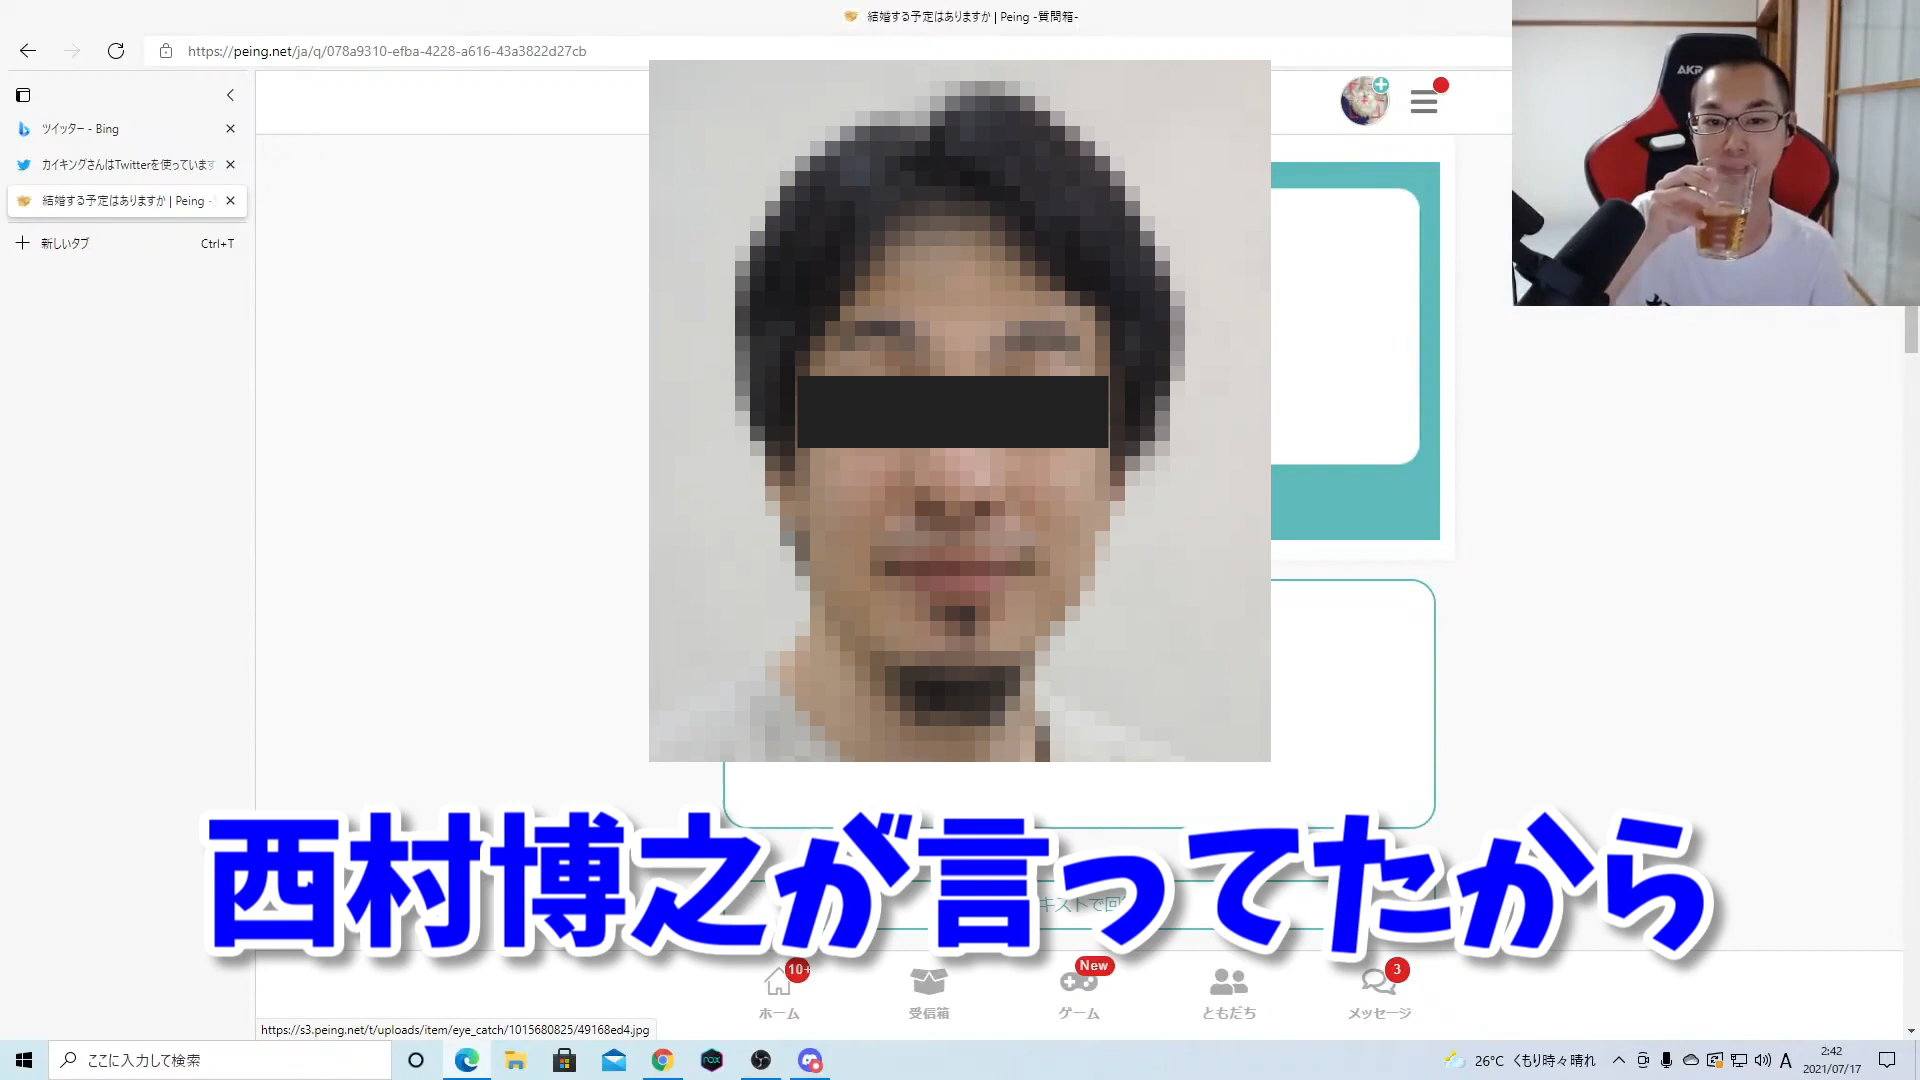 結婚する予定はありますか | Peing -質問箱-
https://peing.net/ja/q/078a9310-efba-4228-a616-43a3822d27cb
ツイッター - Bing
カイキングさんはTwitterを使っています
結婚する予定はありますか | Peing -
新しいタブ Ctrl+T
AKR
西村博之が言ってたから
キストで回
10+
New
3
ホーム 受信箱 ゲーム ともだち メッセージ
https://s3.peing.net/t/uploads/item/eye_catch/1015680825/49168ed4.jpg
ここに入力して検索
nox
26°C くもり時々晴れ
A
2:42
2021/07/17